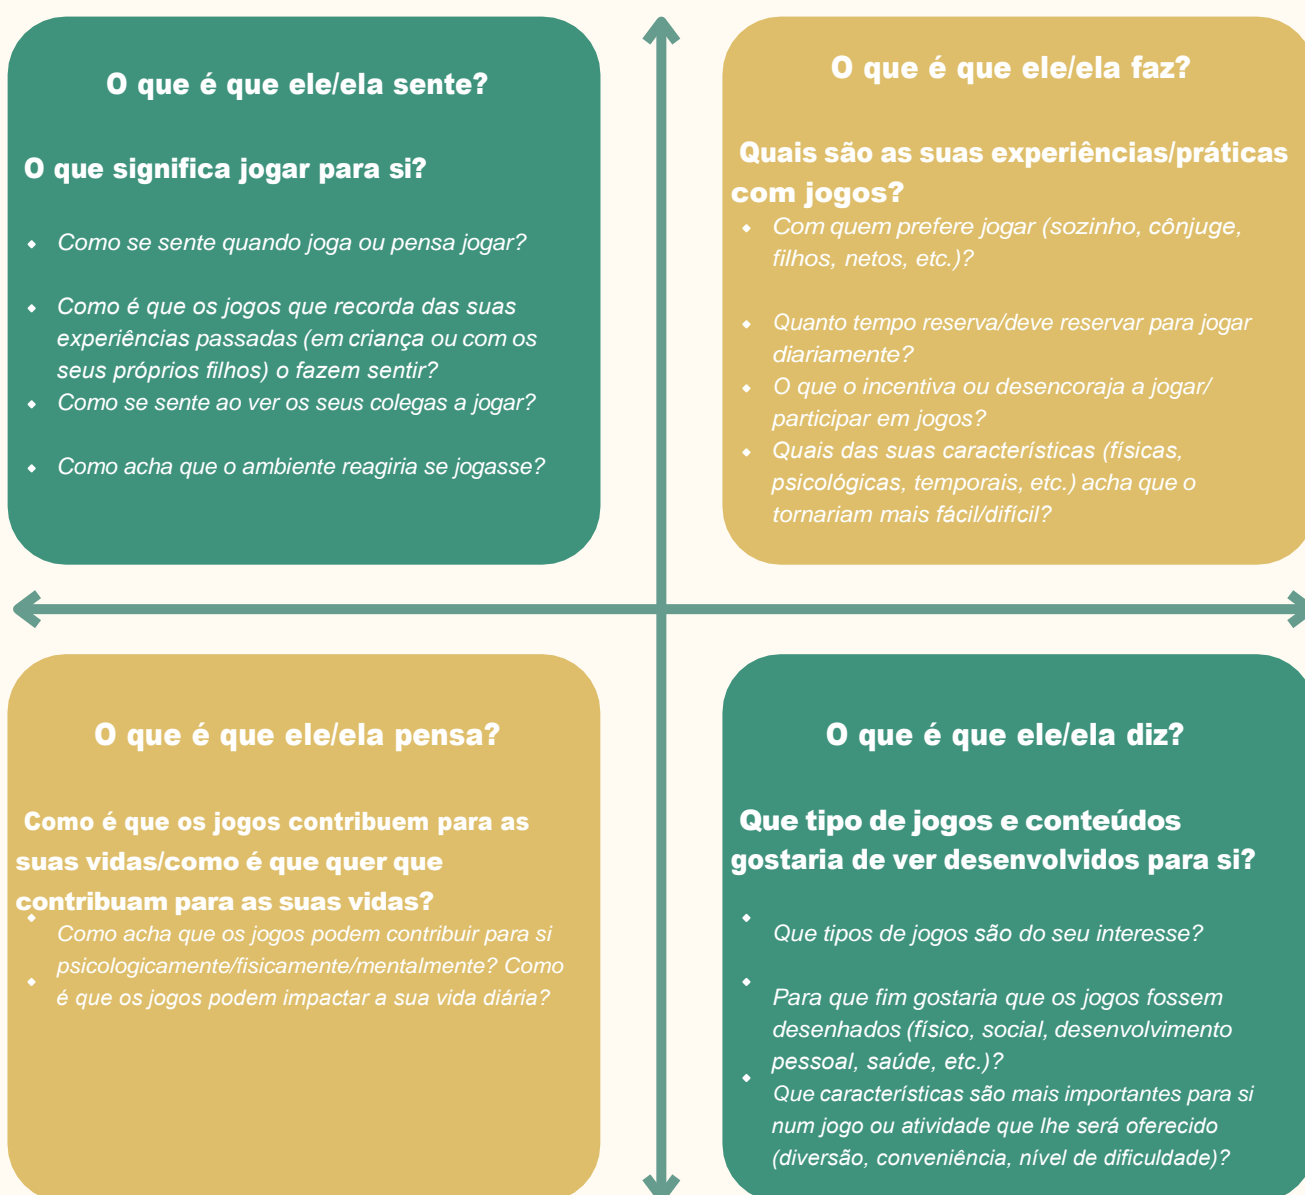 O que é que ele/ela sente?
O que significa jogar para si?
Como se sente quando joga ou pensa jogar?
Como é que os jogos que recorda das suas
experiências passadas (em criança ou com os
seus próprios filhos) o fazem sentir?
Como se sente ao ver os seus colegas a jogar?
Como acha que o ambiente reagiria se jogasse?
O que é que ele/ela faz?
Quais são as suas experiências/práticas
com jogos?
Com quem prefere jogar (sozinho, cônjuge,
filhos, netos, etc.)?
Quanto tempo reserva/deve reservar para jogar
diariamente?
O que o incentiva ou desencoraja a jogar/
participar em jogos?
Quais das suas características (físicas,
psicológicas, temporais, etc.) acha que o
tornariam mais fácil/difícil?
O que é que ele/ela pensa?
Como é que os jogos contribuem para as
suas vidas/como é que quer que
contribuam para as suas vidas?
Como acha que os jogos podem contribuir para si
psicologicamente/fisicamente/mentalmente? Como
é que os jogos podem impactar a sua vida diária?
O que é que ele/ela diz?
Que tipo de jogos e conteúdos
gostaria de ver desenvolvidos para si?
Que tipos de jogos são do seu interesse?
Para que fim gostaria que os jogos fossem
desenhados (físico, social, desenvolvimento
pessoal, saúde, etc.)?
Que características são mais importantes para si
num jogo ou atividade que lhe será oferecido
(diversão, conveniência, nível de dificuldade)?